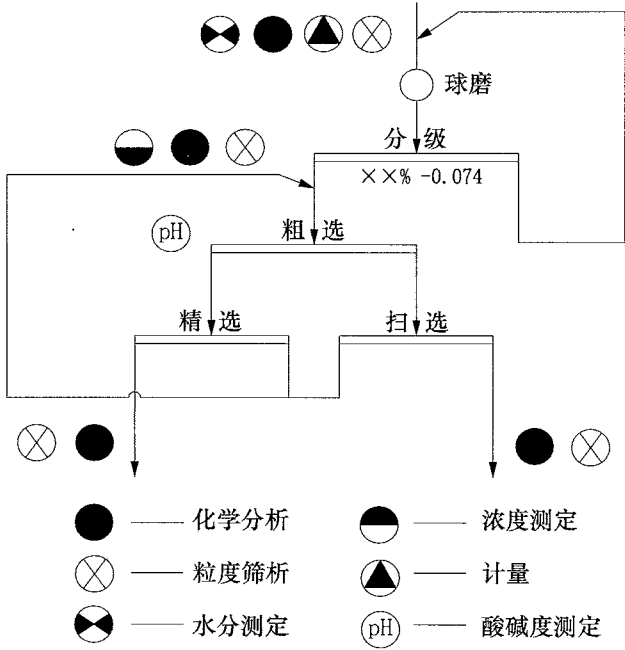 球磨
分级
××% -0.074
pH
粗选
精选
扫选
化学分析
浓度测定
粒度筛析
计量
水分测定
pH
酸碱度测定